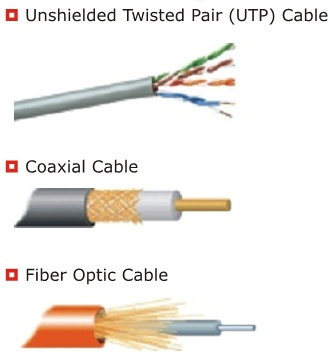 Unshielded Twisted Pair (UTP) Cable
Coaxial Cable
Fiber Optic Cable